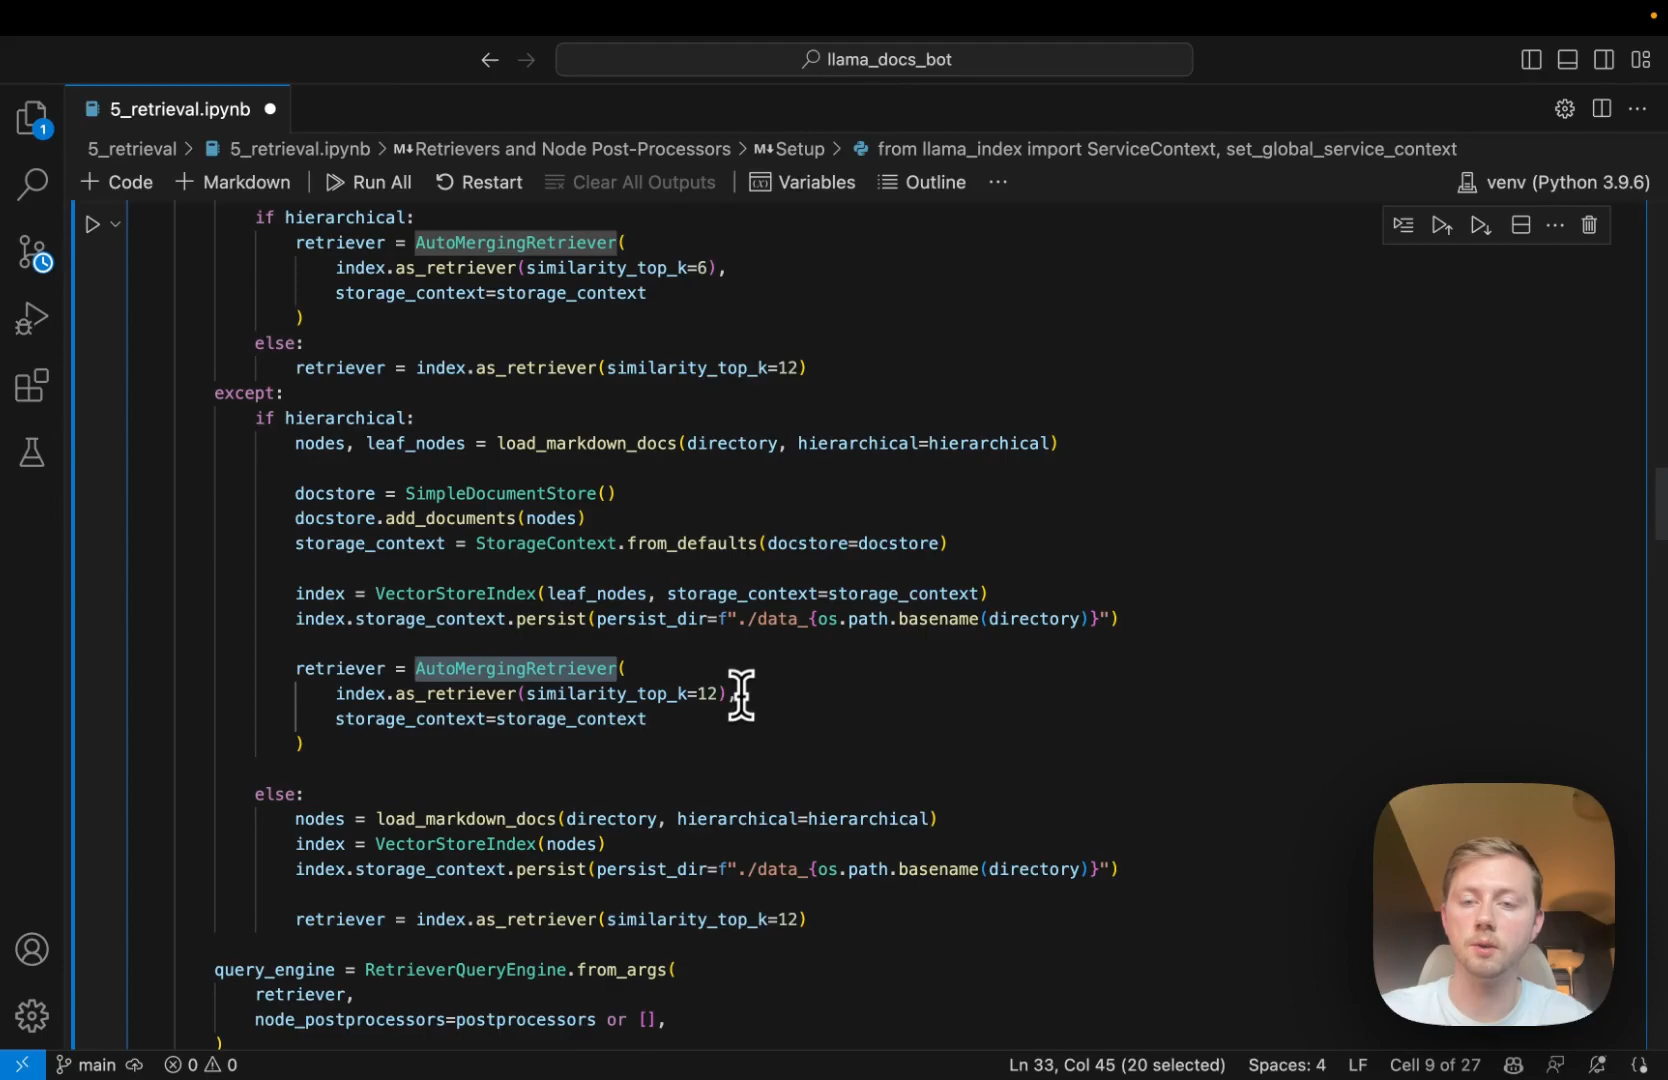 llama_docs_bot
5_retrieval.ipynb
5_retrieval > 5_retrieval.ipynb > M↓Retrievers and Node Post-Processors > M↓Setup > from llama_index import ServiceContext, set_global_service_context
+ Code + Markdown Run All Restart Clear All Outputs Variables Outline ··· venv (Python 3.9.6)
1
if hierarchical:
retriever = AutoMergingRetriever(
index.as_retriever(similarity_top_k=6),
storage_context=storage_context
)
else:
retriever = index.as_retriever(similarity_top_k=12)
except:
if hierarchical:
nodes, leaf_nodes = load_markdown_docs(directory, hierarchical=hierarchical)
docstore = SimpleDocumentStore()
docstore.add_documents(nodes)
storage_context = StorageContext.from_defaults(docstore=docstore)
index = VectorStoreIndex(leaf_nodes, storage_context=storage_context)
index.storage_context.persist(persist_dir=f"./data_{os.path.basename(directory)}")
retriever = AutoMergingRetriever(
index.as_retriever(similarity_top_k=12),
storage_context=storage_context
)
else:
nodes = load_markdown_docs(directory, hierarchical=hierarchical)
index = VectorStoreIndex(nodes)
index.storage_context.persist(persist_dir=f"./data_{os.path.basename(directory)}")
retriever = index.as_retriever(similarity_top_k=12)
query_engine = RetrieverQueryEngine.from_args(
retriever,
node_postprocessors=postprocessors or [],
)
main 0 0 Ln 33, Col 45 (20 selected) Spaces: 4 LF Cell 9 of 27